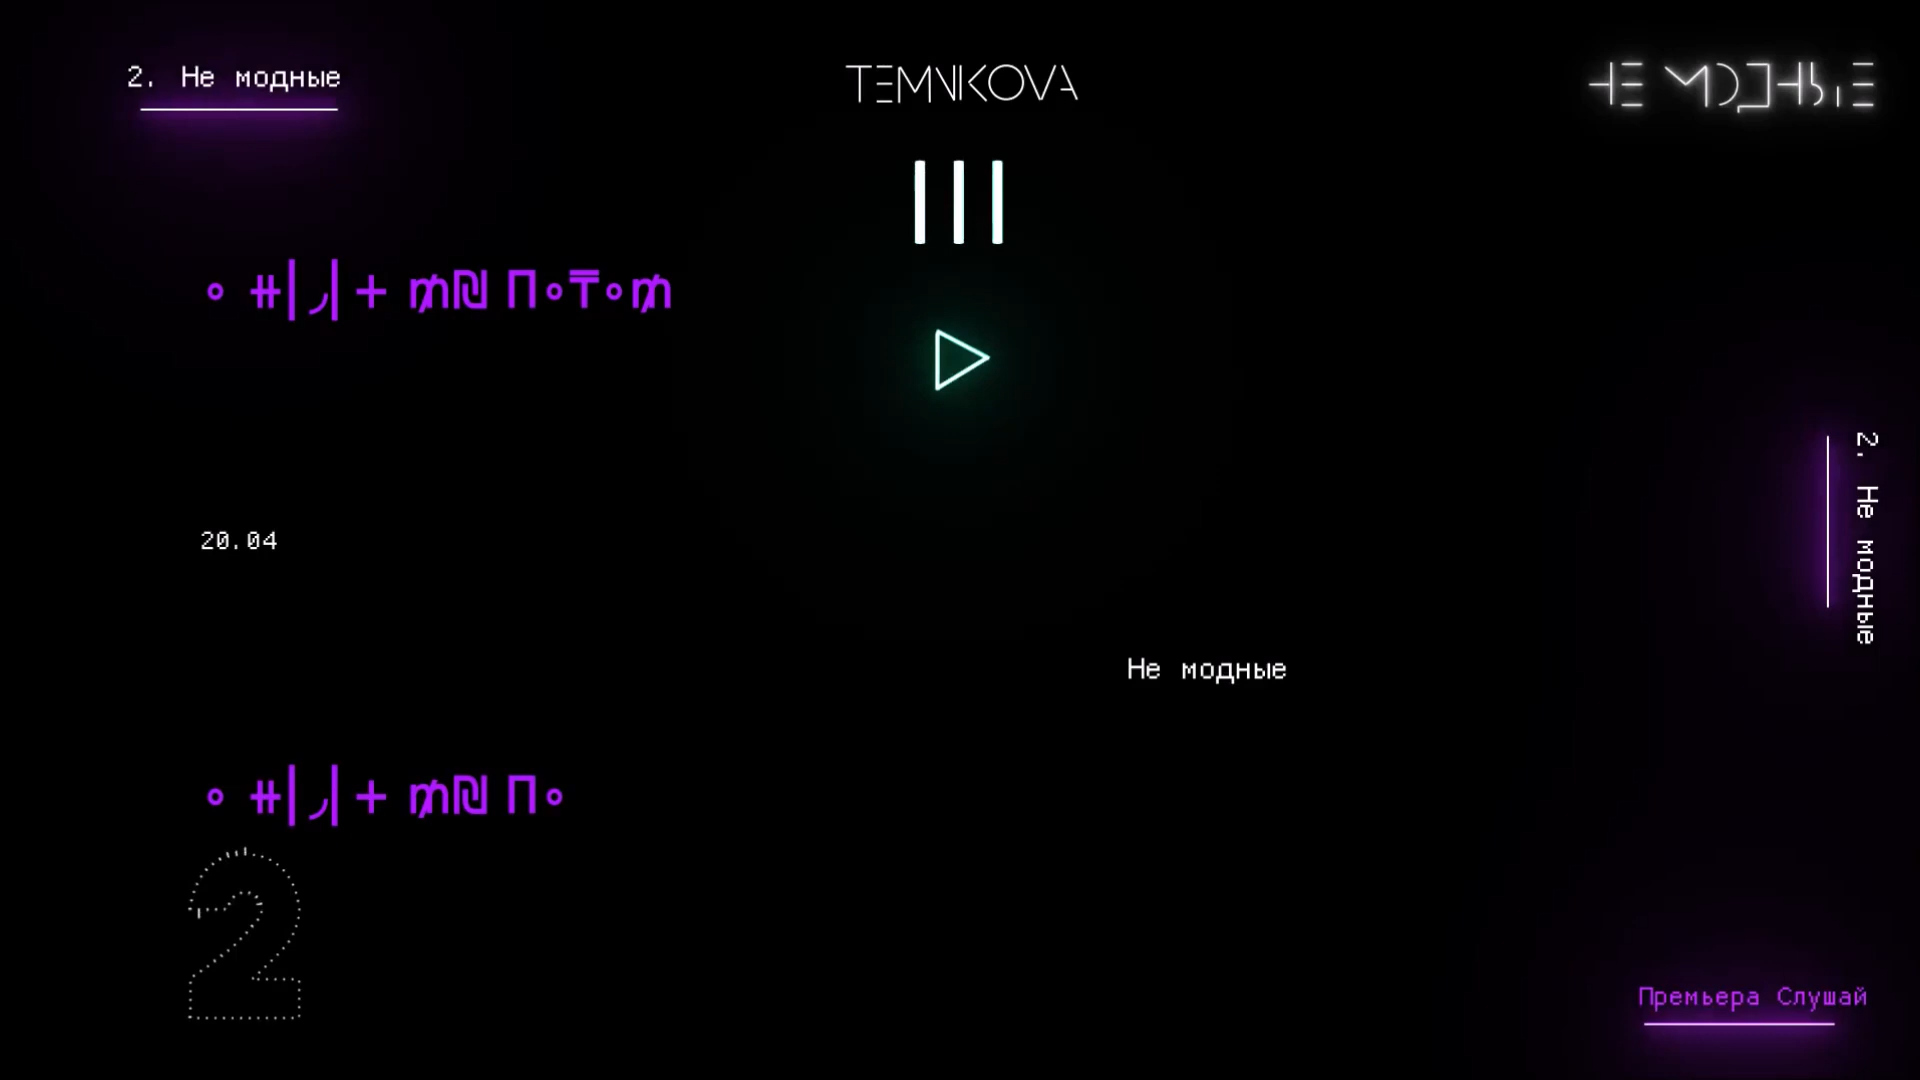 2. Не модные
TEMNIKOVA
НЕ МОДНЫЕ
III
20.04
2. Не модные
Не модные
2
Премьера Слушай